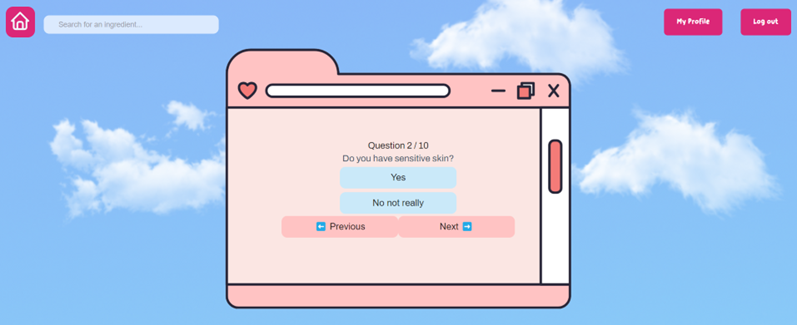 Search for an ingredient...
My Profile
Log out
Question 2 / 10
Do you have sensitive skin?
Yes
No not really
⬅️ Previous
Next ➡️